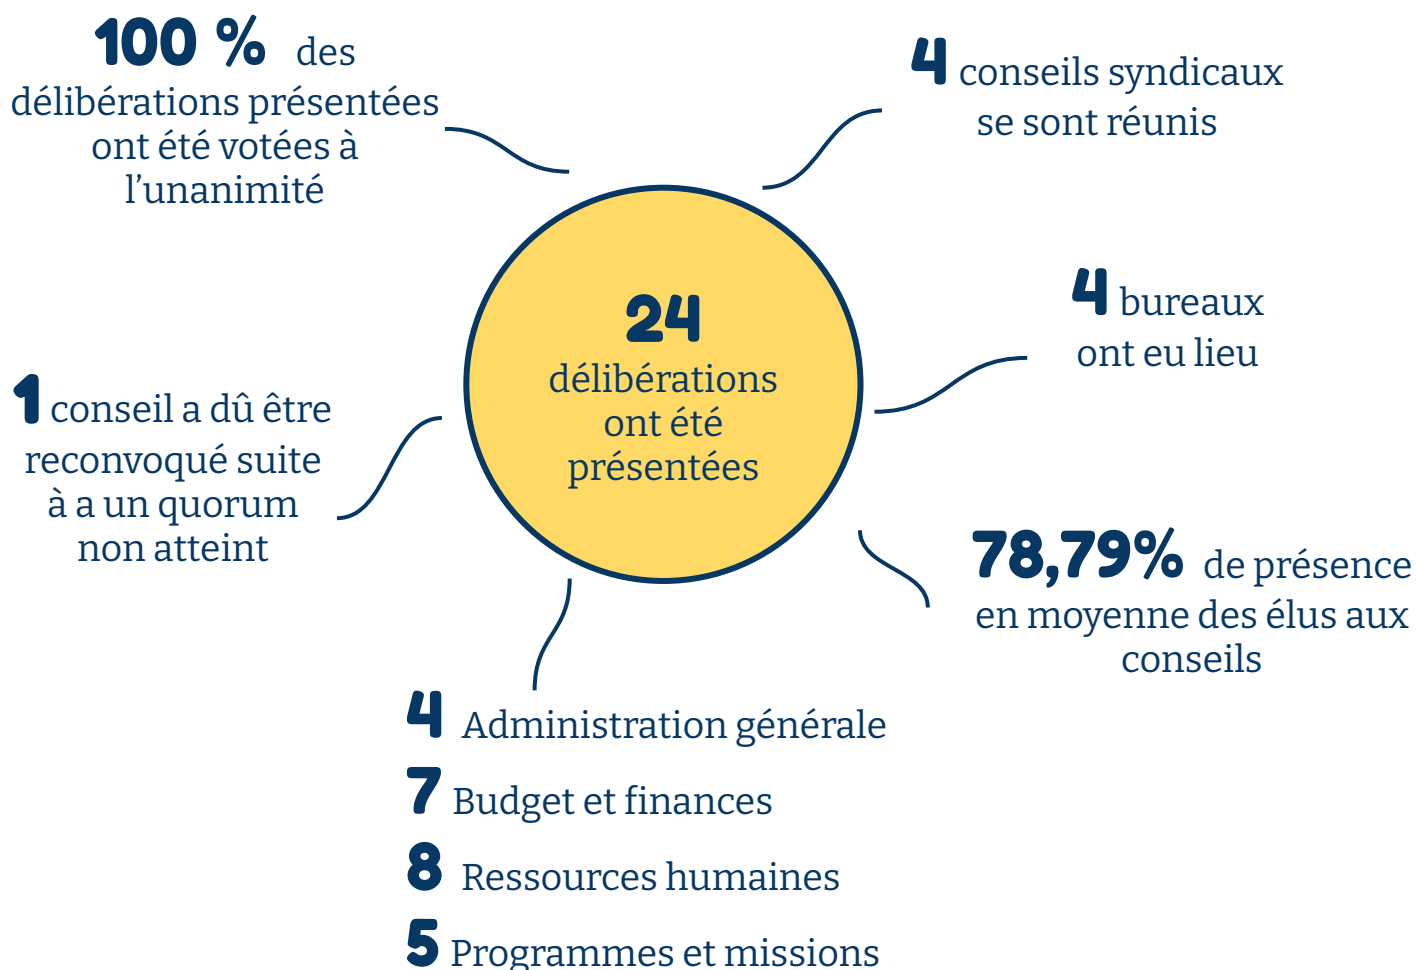 100 % des
délibérations présentées
ont été votées à
l’unanimité
4 conseils syndicaux
se sont réunis
24
délibérations
ont été
présentées
4 bureaux
ont eu lieu
1 conseil a dû être
reconvoqué suite
à a un quorum
non atteint
78,79% de présence
en moyenne des élus aux
conseils
4 Administration générale
7 Budget et finances
8 Ressources humaines
5 Programmes et missions